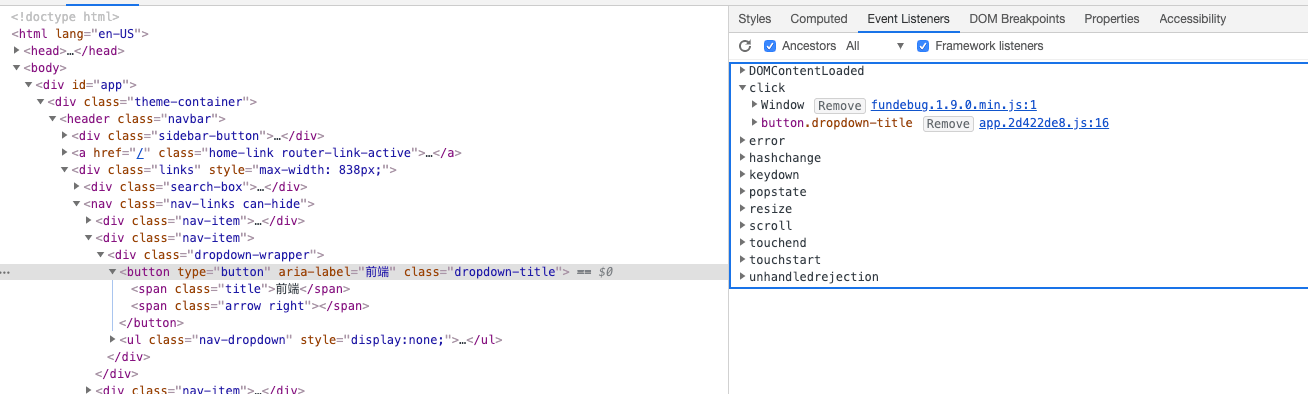 <!doctype html>
<html lang="en-US">
<head>…</head>
<body>
<div id="app">
<div class="theme-container">
<header class="navbar">
<div class="sidebar-button">…</div>
<a href="/" class="home-link router-link-active">…</a>
<div class="links" style="max-width: 838px;">
<div class="search-box">…</div>
<nav class="nav-links can-hide">
<div class="nav-item">…</div>
<div class="nav-item">
<div class="dropdown-wrapper">
<button type="button" aria-label="前端" class="dropdown-title"> == $0
<span class="title">前端</span>
<span class="arrow right"></span>
</button>
<ul class="nav-dropdown" style="display:none;">…</ul>
</div>
</div>
<div class="nav-item">…</div>
Styles Computed Event Listeners DOM Breakpoints Properties Accessibility
Ancestors All Framework listeners
DOMContentLoaded
click
Window Remove fundebug.1.9.0.min.js:1
button.dropdown-title Remove app.2d422de8.js:16
error
hashchange
keydown
popstate
resize
scroll
touchend
touchstart
unhandledrejection